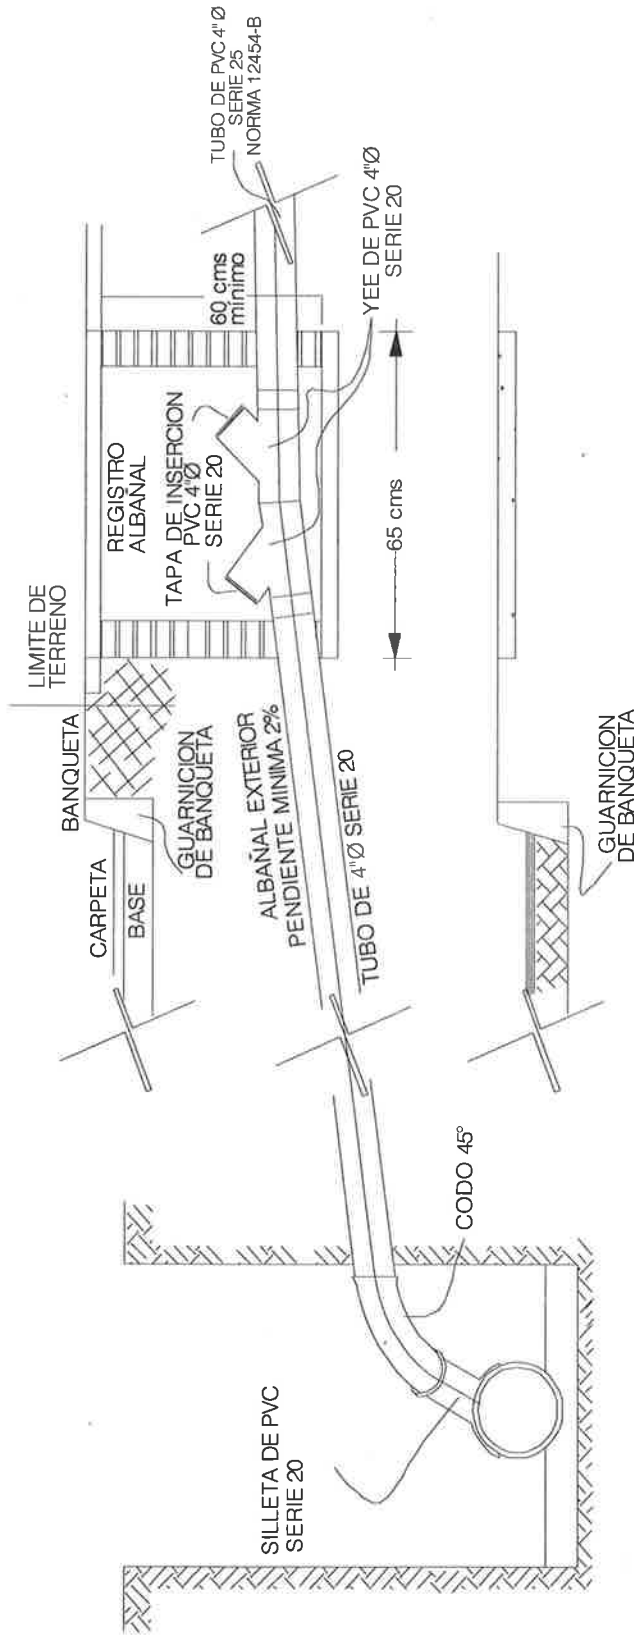 SILLETA DE PVC
SERIE 20
CODO 45°
CARPETA
BASE
BANQUETA
LIMITE DE
TERRENO
GUARNICION
DE BANQUETA
ALBAÑAL EXTERIOR
PENDIENTE MINIMA 2%
TUBO DE 4"Ø SERIE 20
REGISTRO
ALBAÑAL
TAPA DE INSERCION
PVC 4"Ø
SERIE 20
60 cms
mínimo
TUBO DE PVC 4"Ø
SERIE 25
NORMA 12454-B
YEE DE PVC 4"Ø
SERIE 20
65 cms
GUARNICION
DE BANQUETA